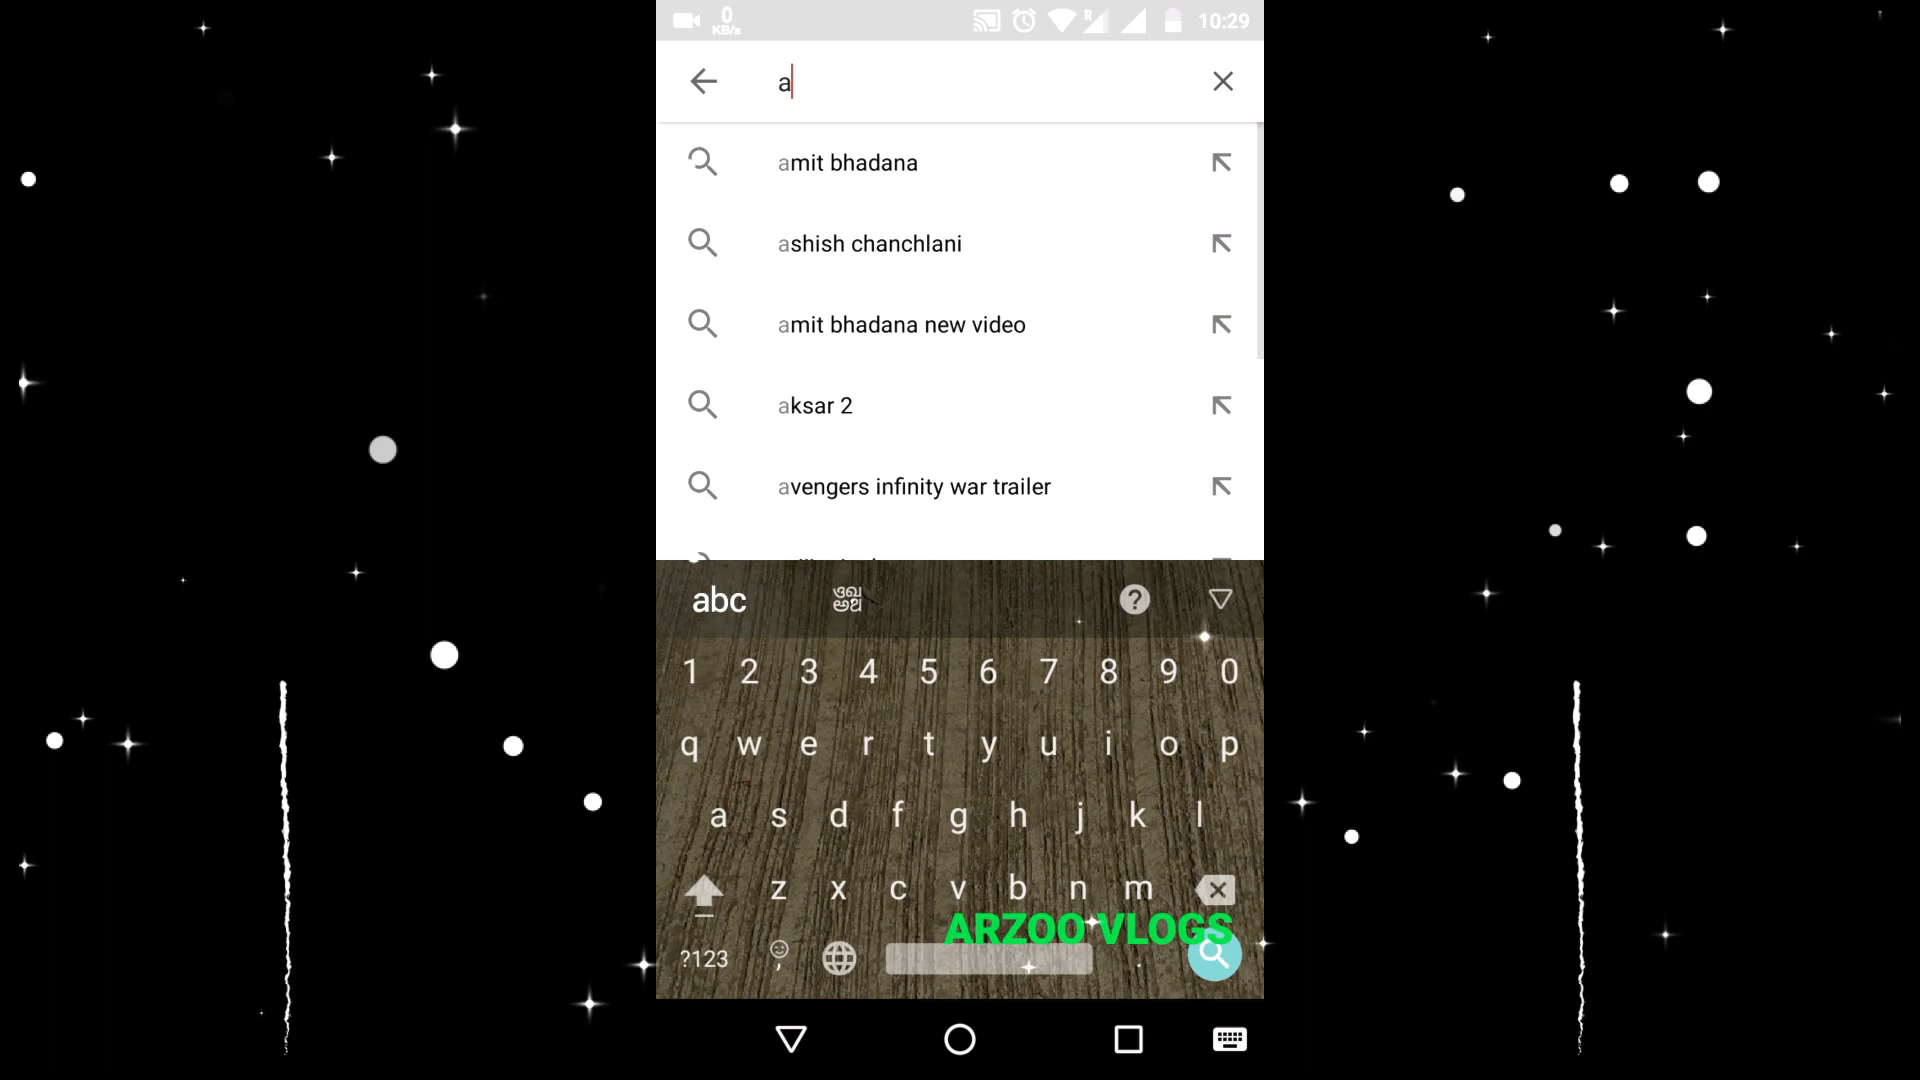 0
KB/s
R
10:29
a
amit bhadana
ashish chanchlani
amit bhadana new video
aksar 2
avengers infinity war trailer
abc
1 2 3 4 5 6 7 8 9 0
q w e r t y u i o p
a s d f g h j k l
z x c v b n m
ARZOO VLOGS
?123 , .